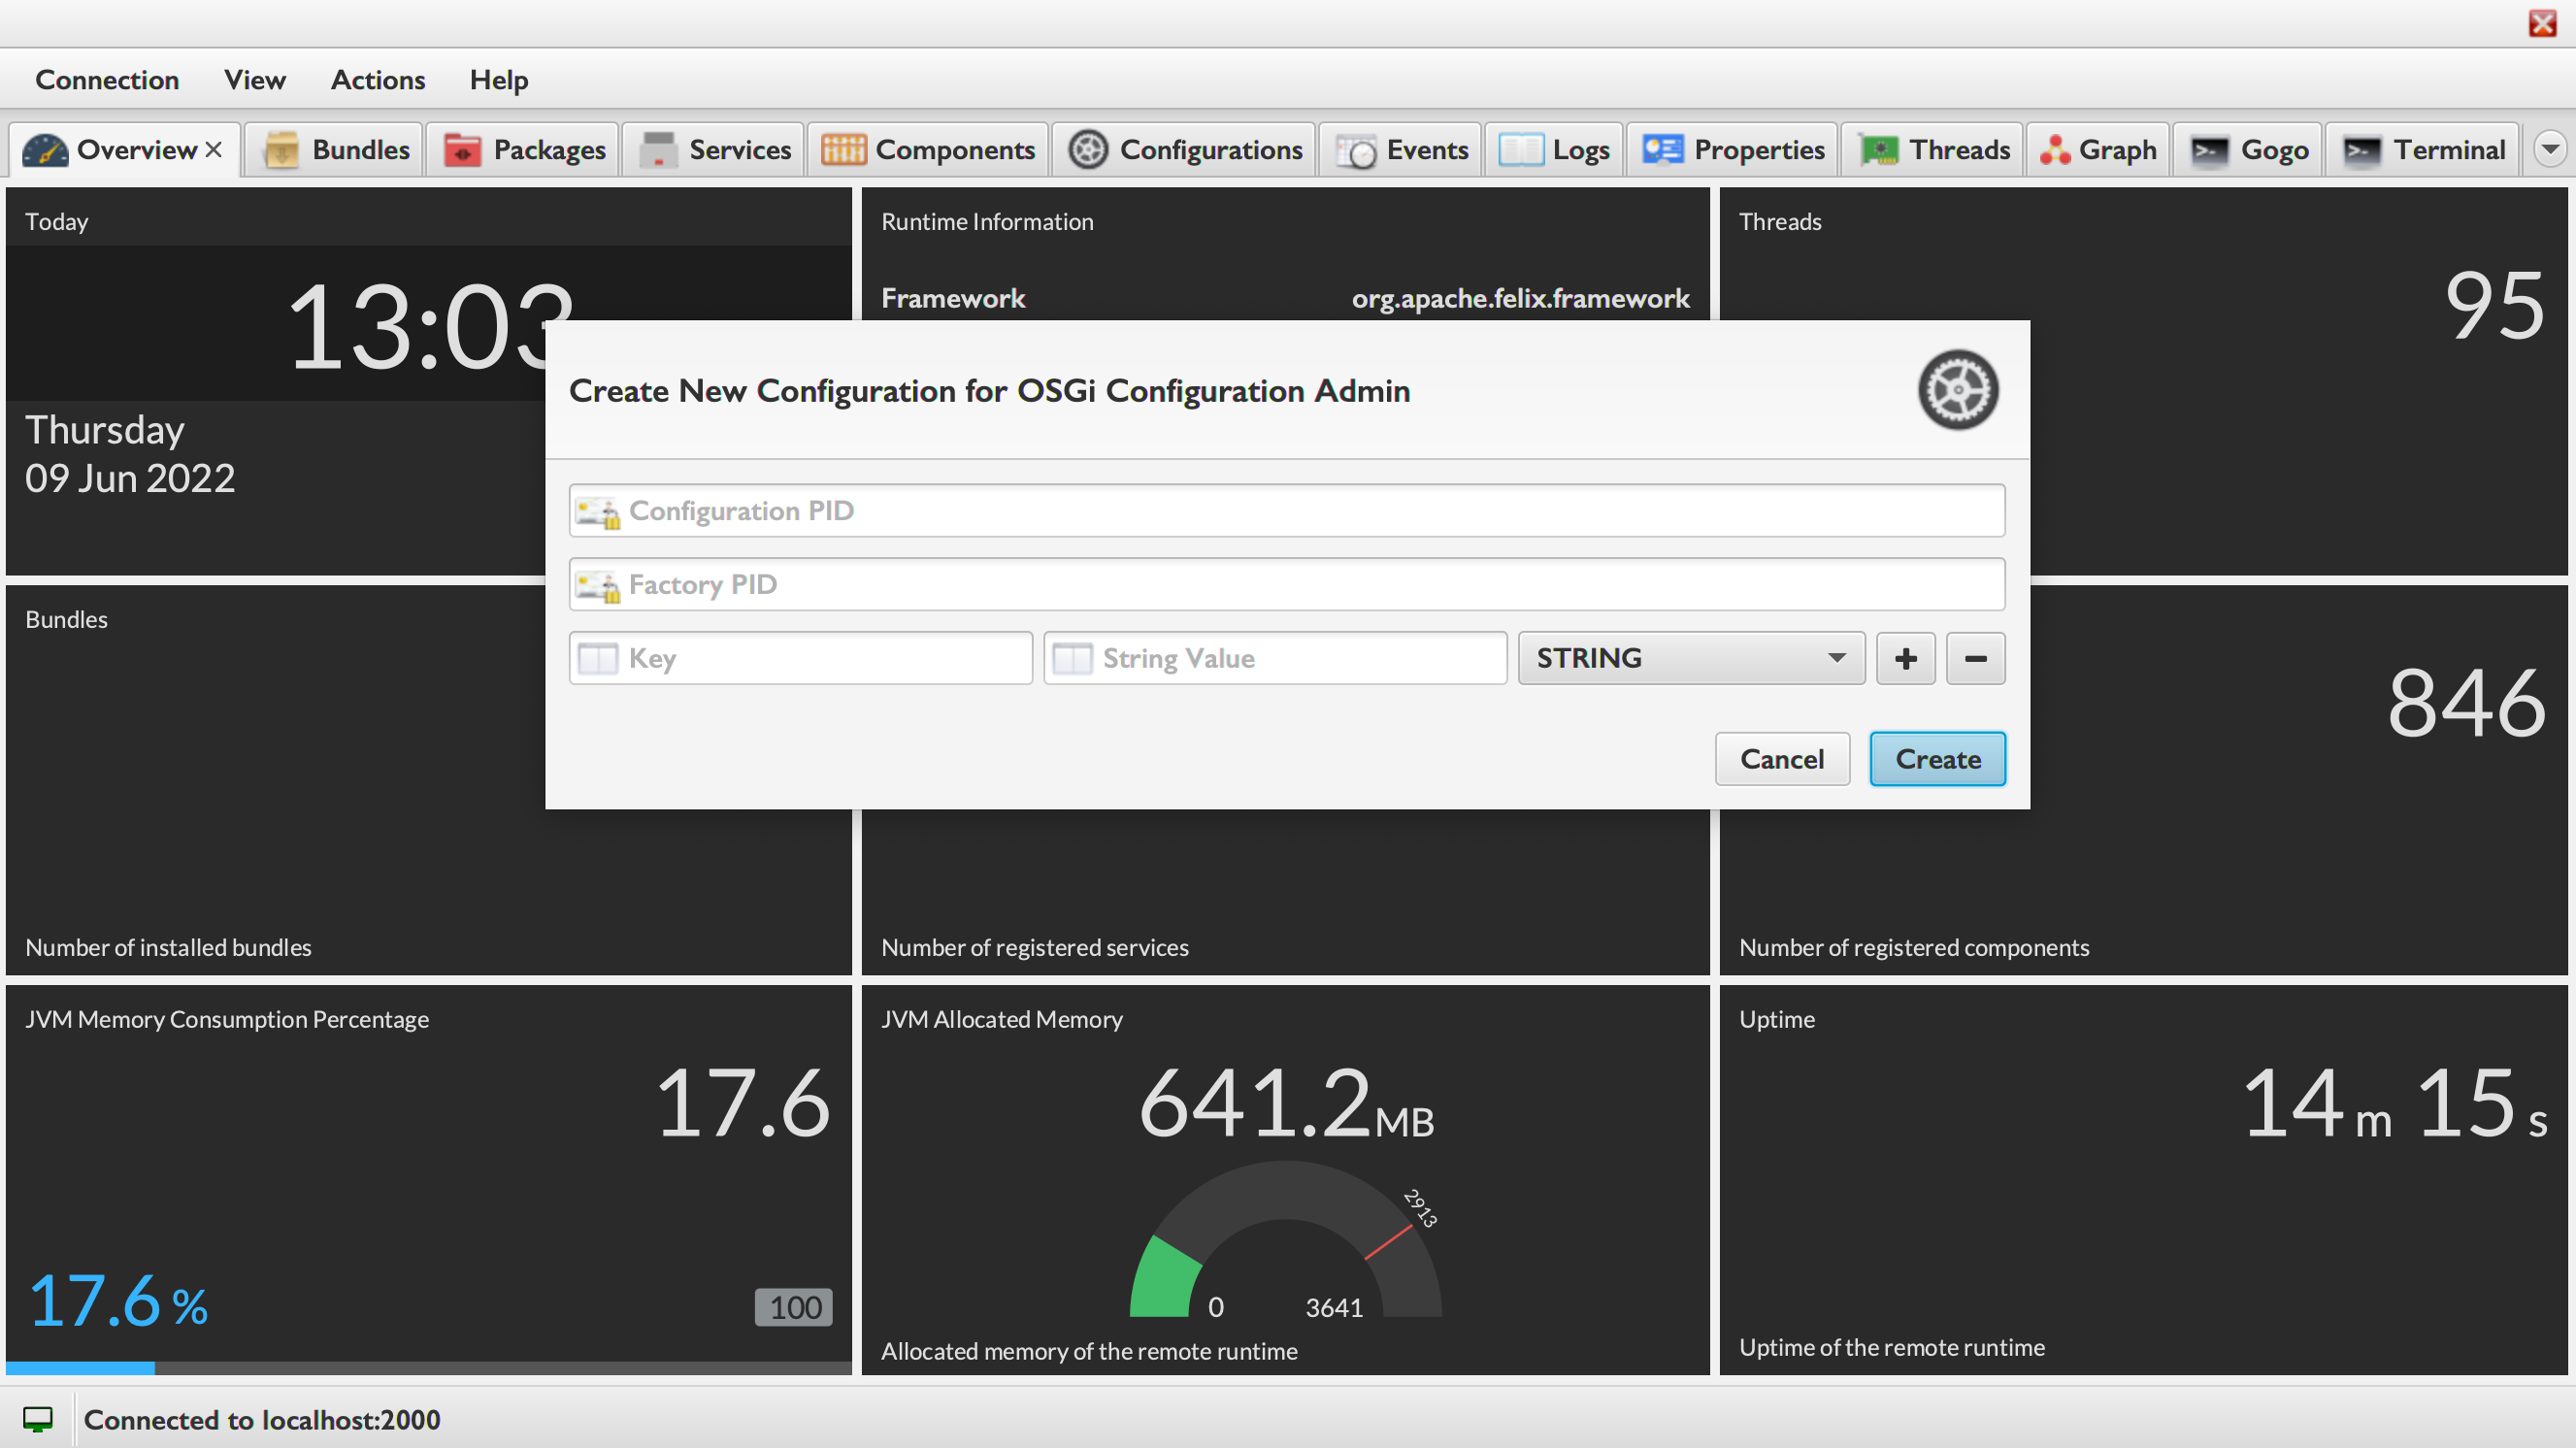 Connection View Actions Help
Overview Bundles Packages Services Components Configurations Events Logs Properties Threads Graph Gogo Terminal
Today
13:03
Thursday
09 Jun 2022
Runtime Information
Framework org.apache.felix.framework
Threads
95
Create New Configuration for OSGi Configuration Admin
Configuration PID
Factory PID
Key String Value STRING + −
Cancel Create
Bundles
Number of installed bundles
Number of registered services
846
Number of registered components
JVM Memory Consumption Percentage
17.6
17.6 %
100
JVM Allocated Memory
641.2 MB
2913
0 3641
Allocated memory of the remote runtime
Uptime
14 m 15 s
Uptime of the remote runtime
Connected to localhost:2000